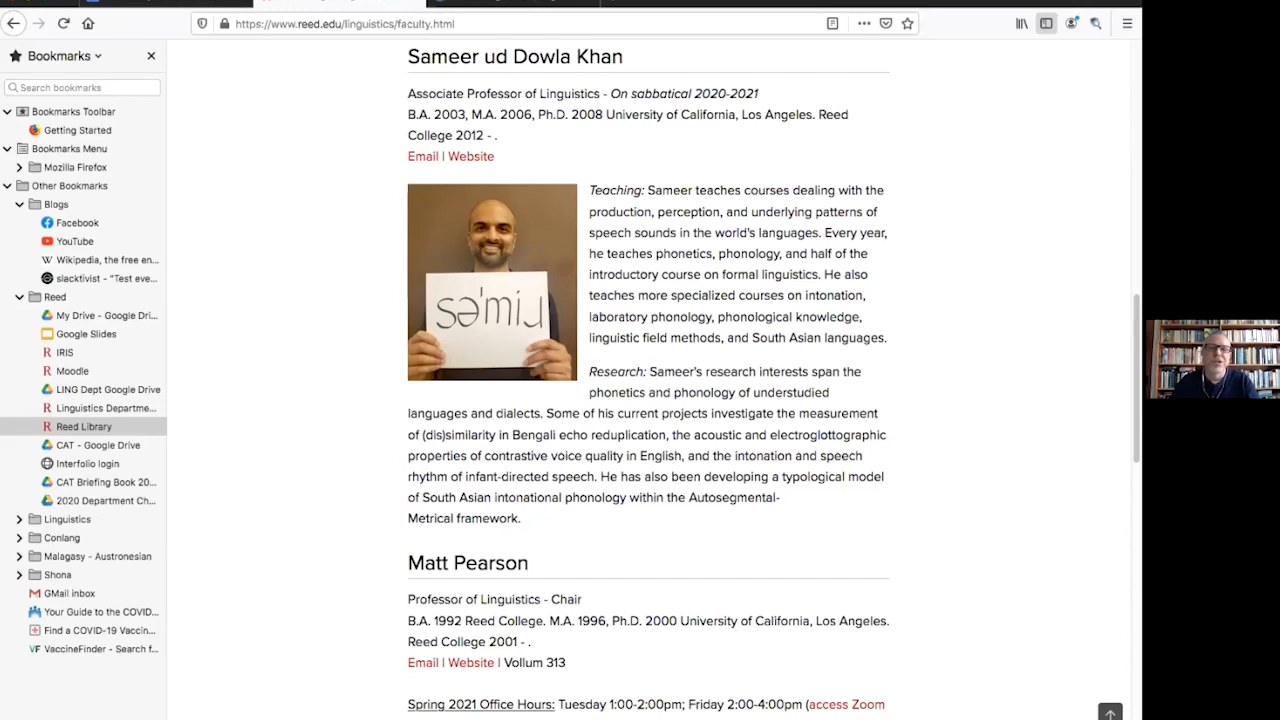 https://www.reed.edu/linguistics/faculty.html
Bookmarks
Search bookmarks
Bookmarks Toolbar
Getting Started
Bookmarks Menu
Mozilla Firefox
Other Bookmarks
Blogs
Facebook
YouTube
Wikipedia, the free en...
slacktivist - "Test eve...
Reed
My Drive - Google Dri...
Google Slides
IRIS
Moodle
LING Dept Google Drive
Linguistics Departme...
Reed Library
CAT - Google Drive
Interfolio login
CAT Briefing Book 20...
2020 Department Ch...
Linguistics
Conlang
Malagasy - Austronesian
Shona
GMail inbox
Your Guide to the COVID...
Find a COVID-19 Vaccin...
VaccineFinder - Search f...
Sameer ud Dowla Khan
Associate Professor of Linguistics - On sabbatical 2020-2021
B.A. 2003, M.A. 2006, Ph.D. 2008 University of California, Los Angeles. Reed
College 2012 - .
Email | Website
səˈmiɹ
Teaching: Sameer teaches courses dealing with the
production, perception, and underlying patterns of
speech sounds in the world's languages. Every year,
he teaches phonetics, phonology, and half of the
introductory course on formal linguistics. He also
teaches more specialized courses on intonation,
laboratory phonology, phonological knowledge,
linguistic field methods, and South Asian languages.
Research: Sameer's research interests span the
phonetics and phonology of understudied
languages and dialects. Some of his current projects investigate the measurement
of (dis)similarity in Bengali echo reduplication, the acoustic and electroglottographic
properties of contrastive voice quality in English, and the intonation and speech
rhythm of infant-directed speech. He has also been developing a typological model
of South Asian intonational phonology within the Autosegmental-
Metrical framework.
Matt Pearson
Professor of Linguistics - Chair
B.A. 1992 Reed College. M.A. 1996, Ph.D. 2000 University of California, Los Angeles.
Reed College 2001 - .
Email | Website | Vollum 313
Spring 2021 Office Hours: Tuesday 1:00-2:00pm; Friday 2:00-4:00pm (access Zoom